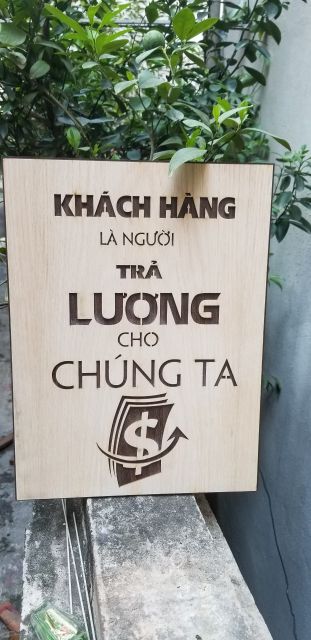 KHÁCH HÀNG
LÀ NGƯỜI
TRẢ
LƯƠNG
CHO
CHÚNG TA
$